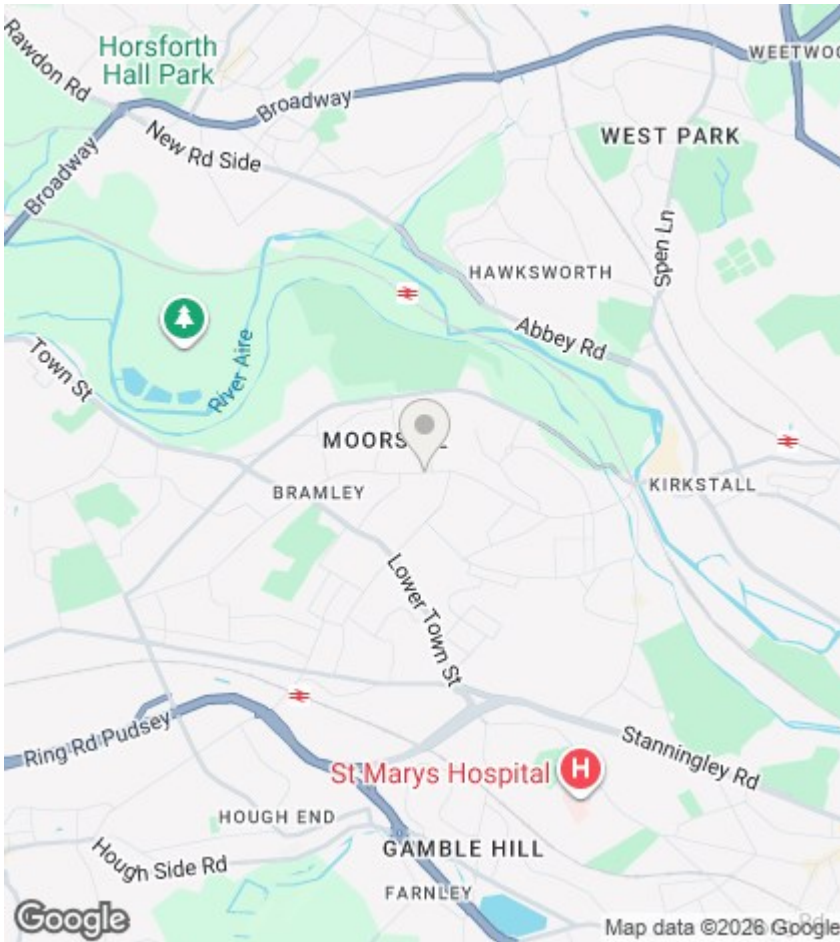 Rawdon Rd
Horsforth
Hall Park
Broadway
WEETWOO
New Rd Side
WEST PARK
Broadway
Spen Ln
HAWKSWORTH
Abbey Rd
River Aire
Town St
MOORS
BRAMLEY
KIRKSTALL
Lower Town St
Ring Rd Pudsey
Stanningley Rd
St Marys Hospital
H
HOUGH END
GAMBLE HILL
Hough Side Rd
FARNLEY
Google
Map data ©2026 Google